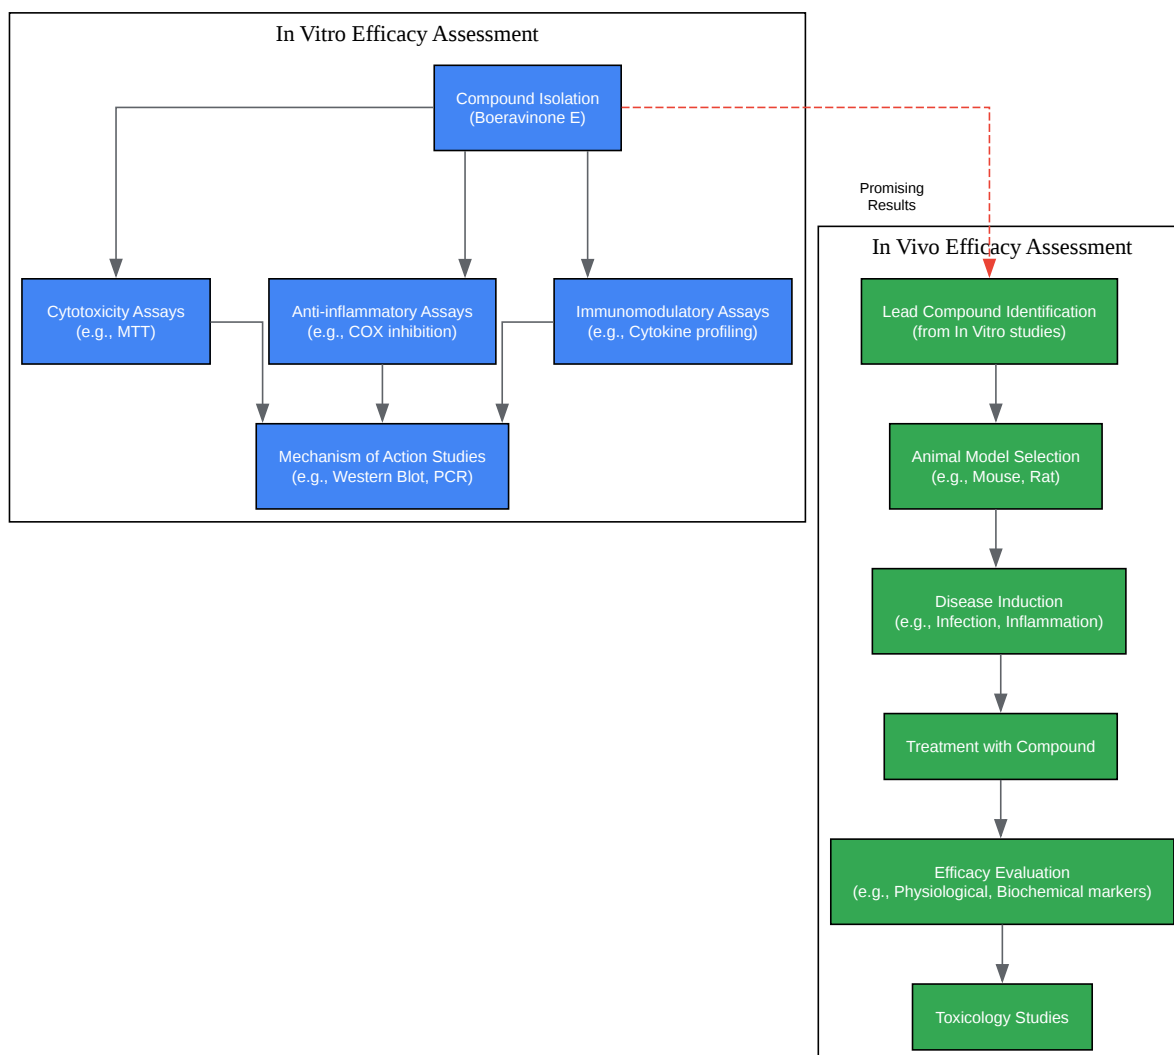 In Vitro Efficacy Assessment
Compound Isolation
(Boeravinone E)
Promising
Results
In Vivo Efficacy Assessment
Cytotoxicity Assays
(e.g., MTT)
Anti-inflammatory Assays
(e.g., COX inhibition)
Immunomodulatory Assays
(e.g., Cytokine profiling)
Lead Compound Identification
(from In Vitro studies)
Mechanism of Action Studies
(e.g., Western Blot, PCR)
Animal Model Selection
(e.g., Mouse, Rat)
Disease Induction
(e.g., Infection, Inflammation)
Treatment with Compound
Efficacy Evaluation
(e.g., Physiological, Biochemical markers)
Toxicology Studies